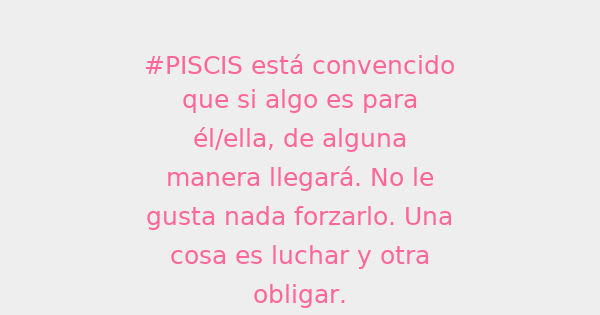 #PISCIS está convencido
que si algo es para
él/ella, de alguna
manera llegará. No le
gusta nada forzarlo. Una
cosa es luchar y otra
obligar.